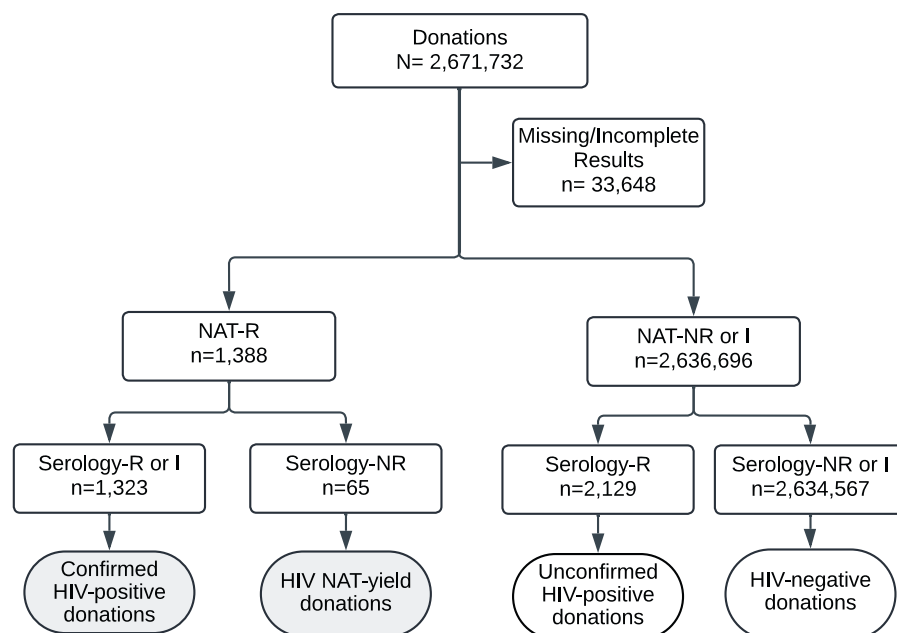 Donations
N= 2,671,732
Missing/Incomplete
Results
n= 33,648
NAT-R
n=1,388
NAT-NR or I
n=2,636,696
Serology-R or I
n=1,323
Serology-NR
n=65
Serology-R
n=2,129
Serology-NR or I
n=2,634,567
Confirmed
HIV-positive
donations
HIV NAT-yield
donations
Unconfirmed
HIV-positive
donations
HIV-negative
donations